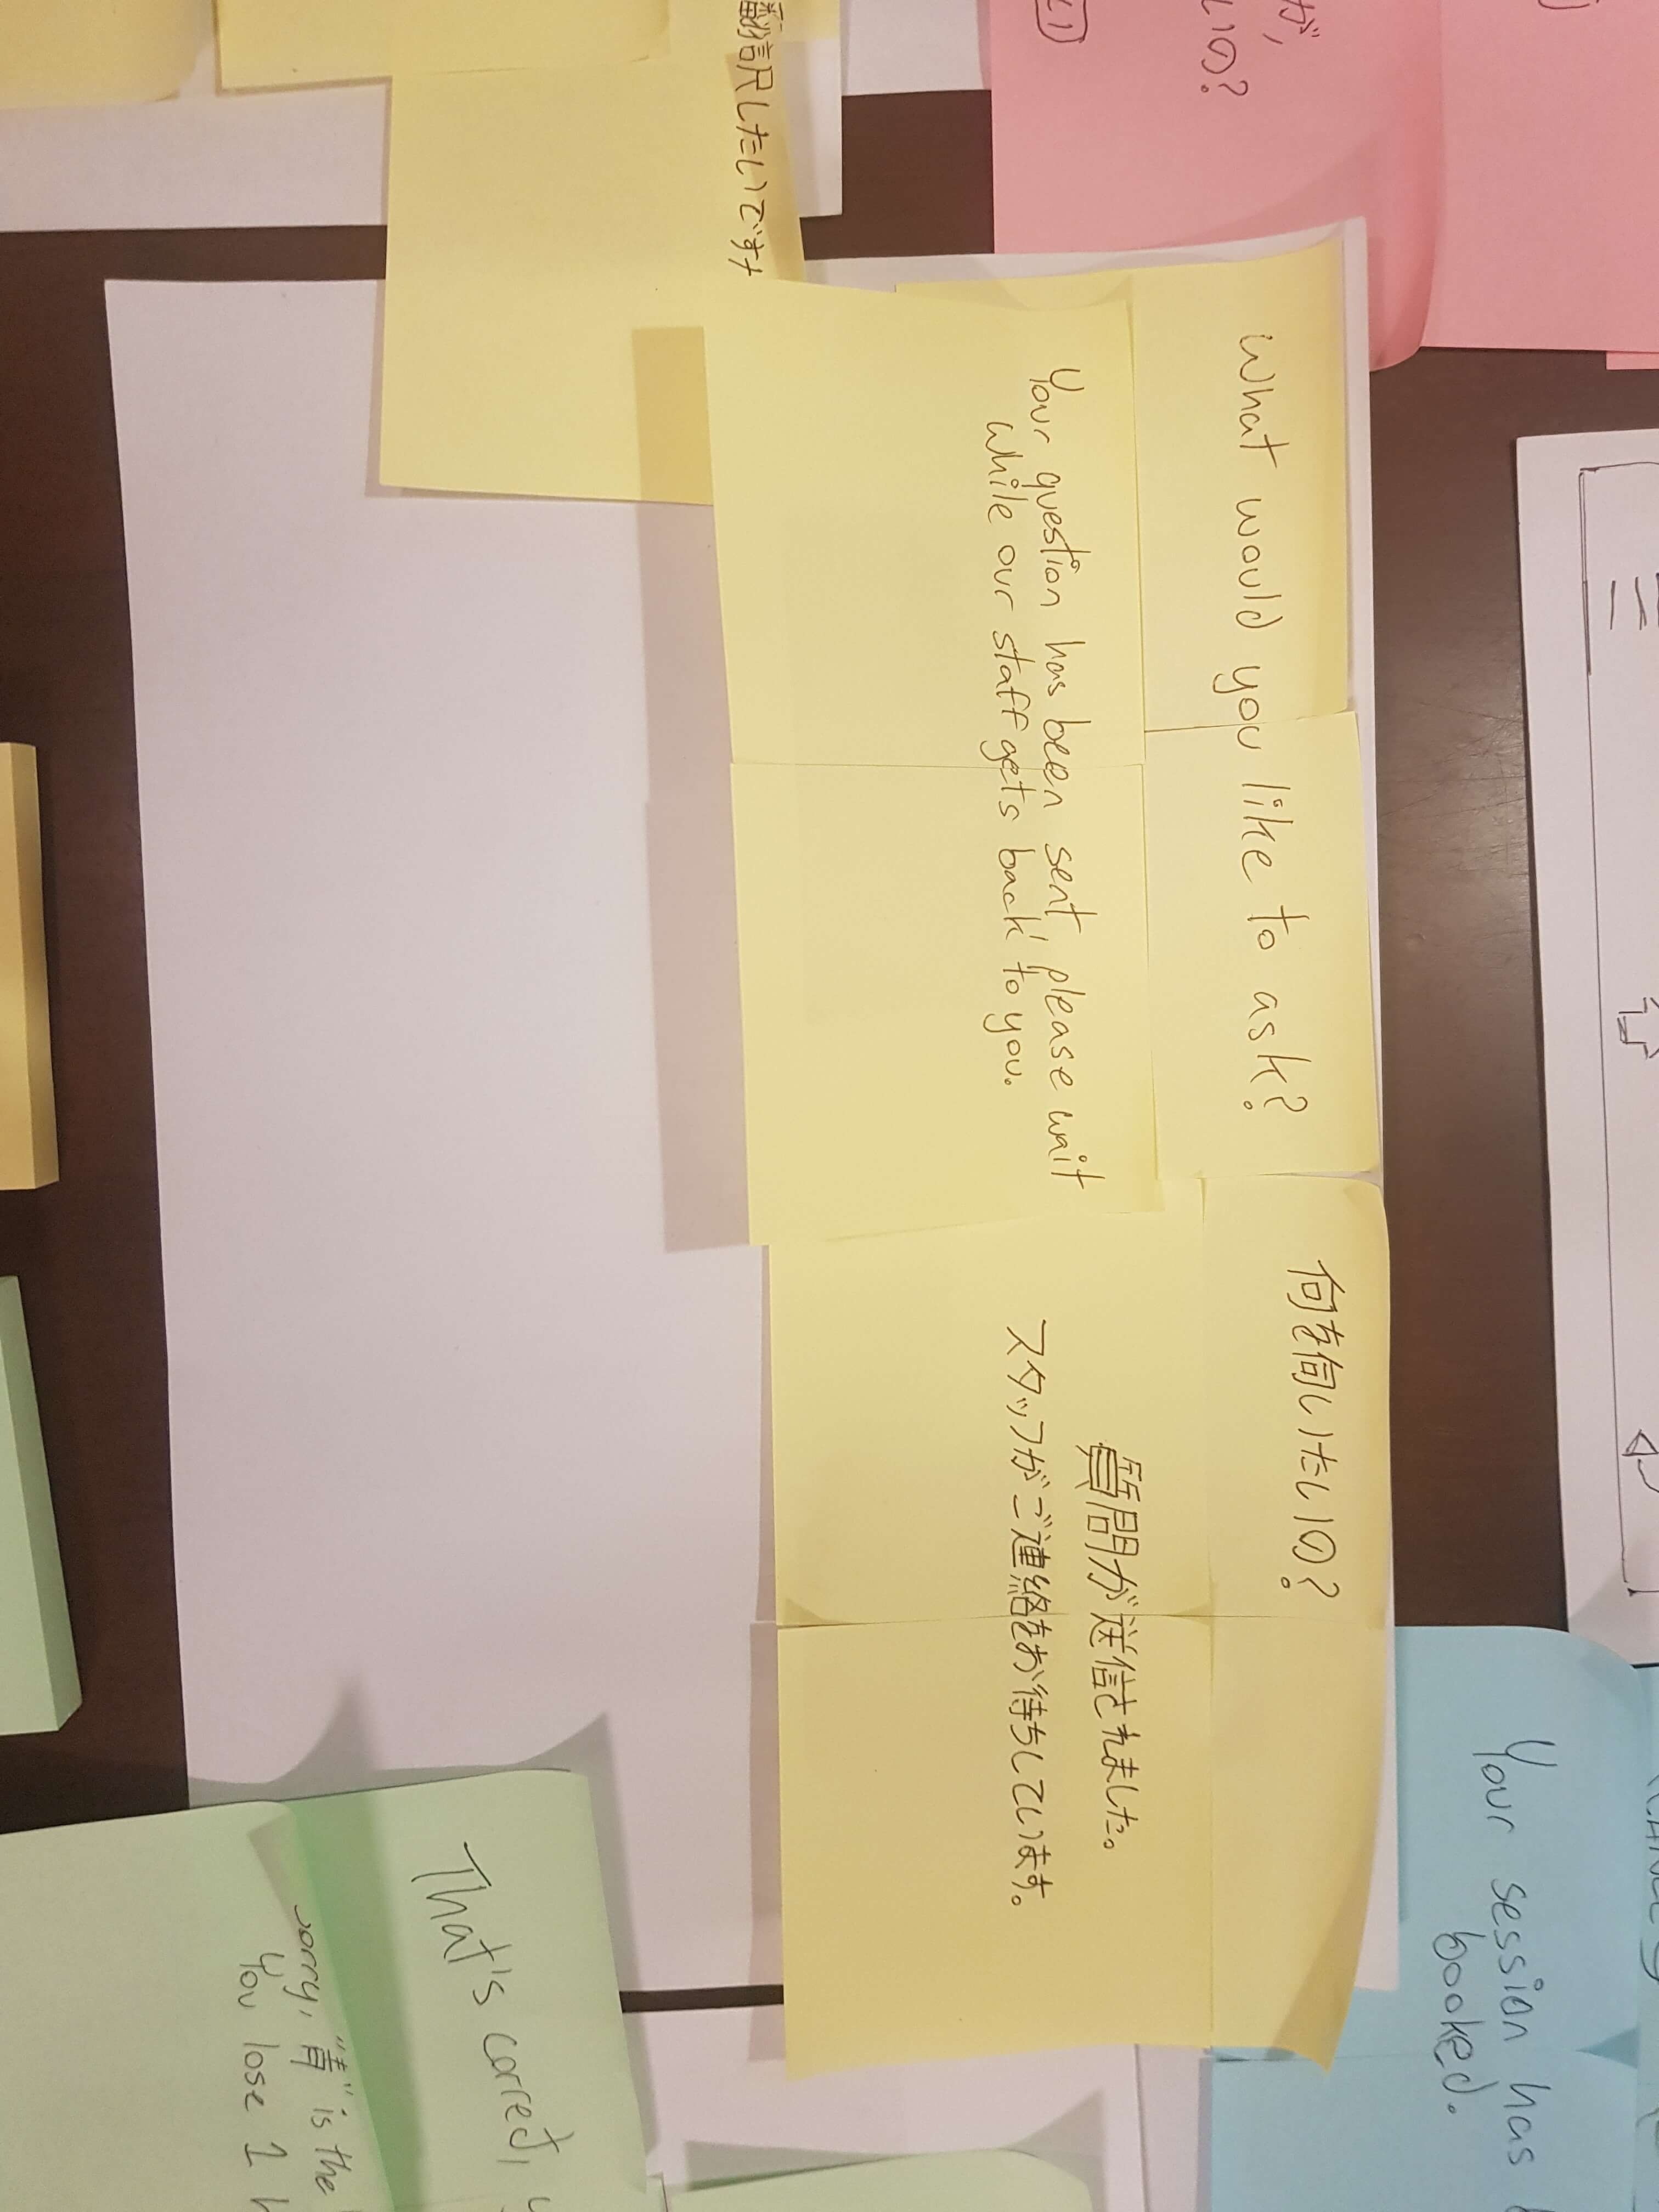 翻訳したいですか
が,
いの?
What would you like to ask?
Your question has been sent, please wait
while our staff gets back to you.
何を伺いたいの?
質問が送信されました。
スタッフがご連絡をお待ちしています。
Your session has
booked.
That's correct,
sorry, "青" is the
You lose 1